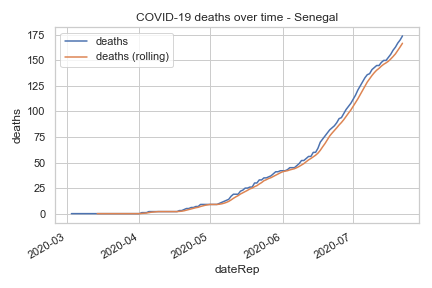 COVID-19 deaths over time - Senegal
deaths
deaths (rolling)
175
150
125
100
75
50
25
0
deaths
2020-03
2020-04
2020-05
2020-06
2020-07
dateRep